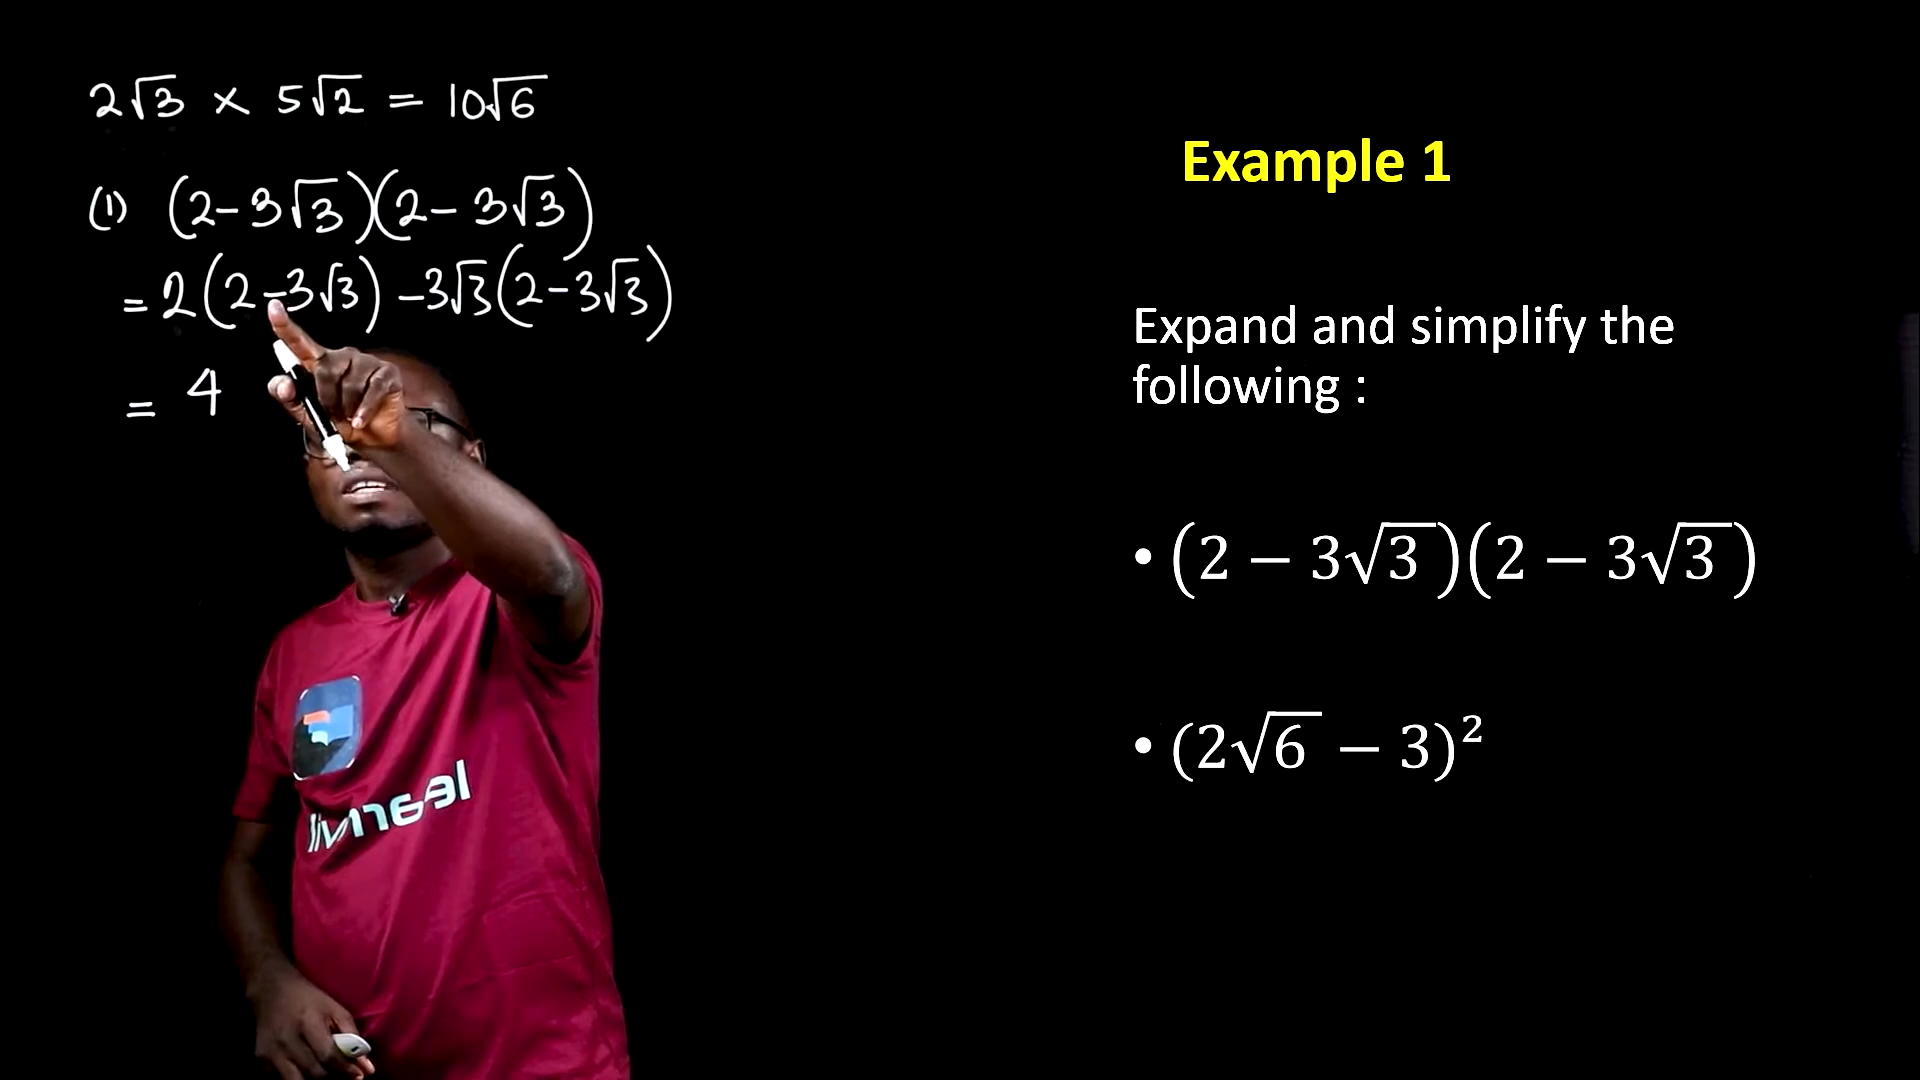 2√3 × 5√2 = 10√6
(1) (2-3√3)(2-3√3)
= 2(2-3√3) -3√3(2-3√3)
= 4
Example 1
Expand and simplify the
following :
• (2 − 3√3 )(2 − 3√3 )
• (2√6 − 3)²